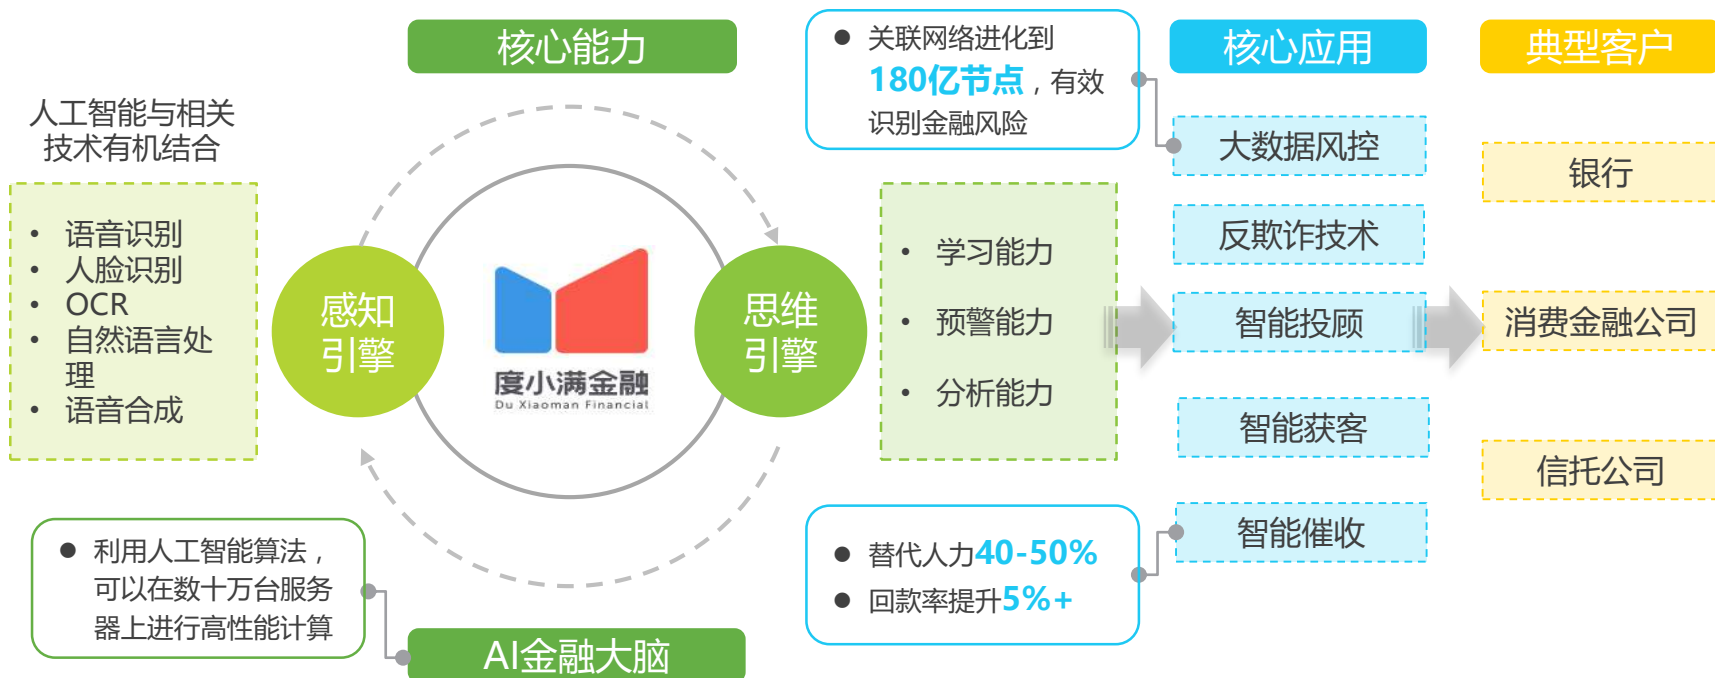 核心能力
人工智能与相关
技术有机结合
• 语音识别
• 人脸识别
• OCR
• 自然语言处
理
• 语音合成
感知
引擎
度小满金融
Du Xiaoman Financial
思维
引擎
• 学习能力
• 预警能力
• 分析能力
● 利用人工智能算法，
可以在数十万台服务
器上进行高性能计算
AI金融大脑
● 关联网络进化到
180亿节点，有效
识别金融风险
● 替代人力40-50%
● 回款率提升5%+
核心应用
大数据风控
反欺诈技术
智能投顾
智能获客
智能催收
典型客户
银行
消费金融公司
信托公司